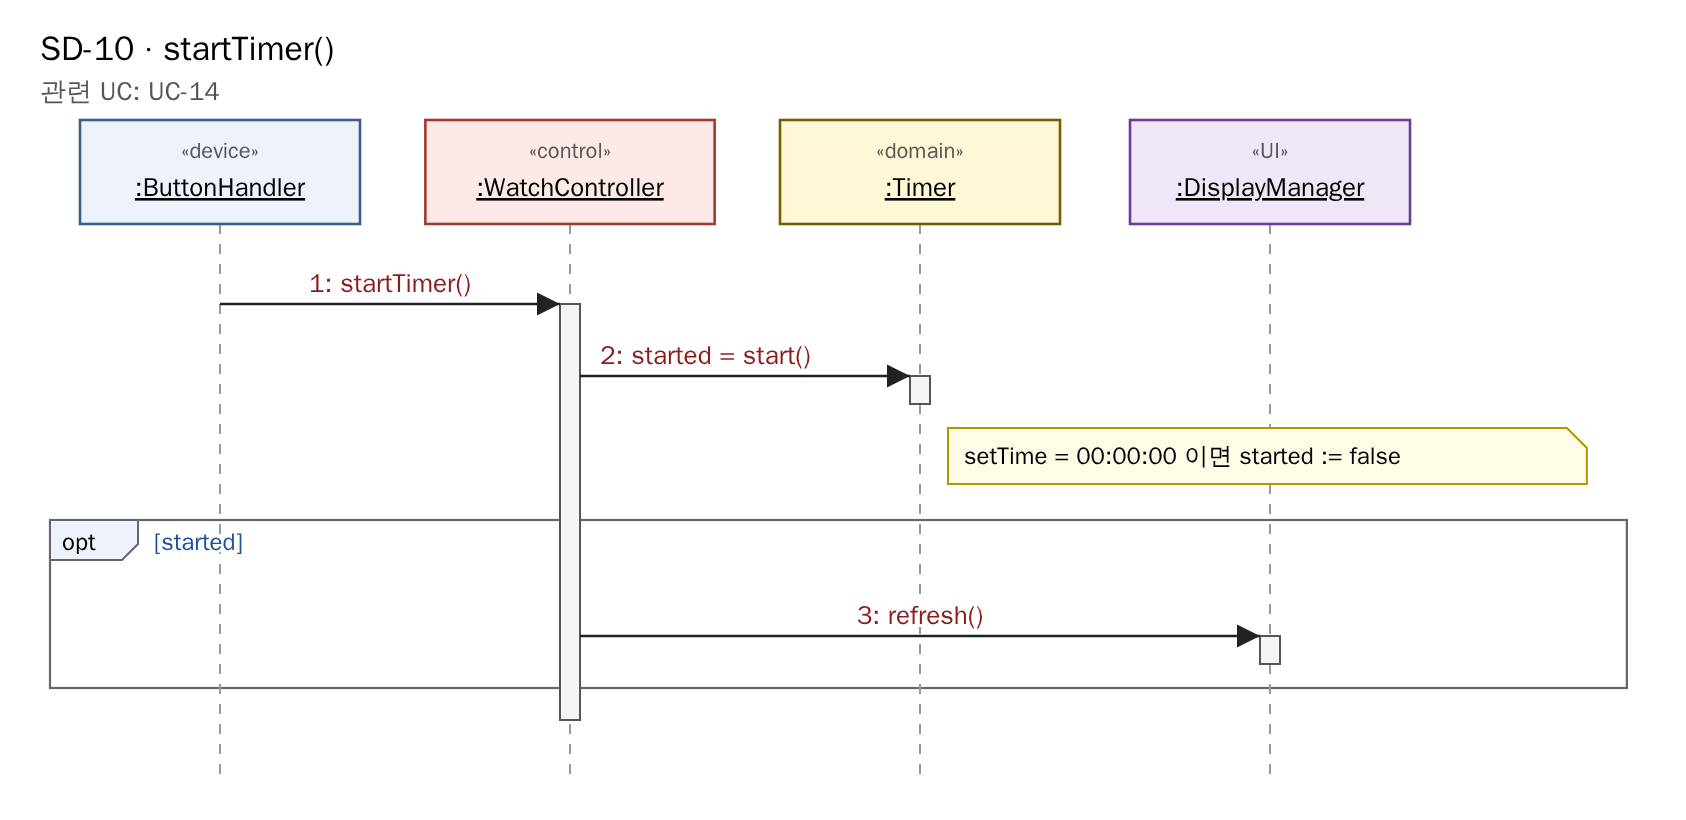 SD-10 · startTimer()
관련 UC: UC-14
«device»
:ButtonHandler
«control»
:WatchController
«domain»
:Timer
«UI»
:DisplayManager
1: startTimer()
2: started = start()
setTime = 00:00:00 이면 started := false
opt [started]
3: refresh()